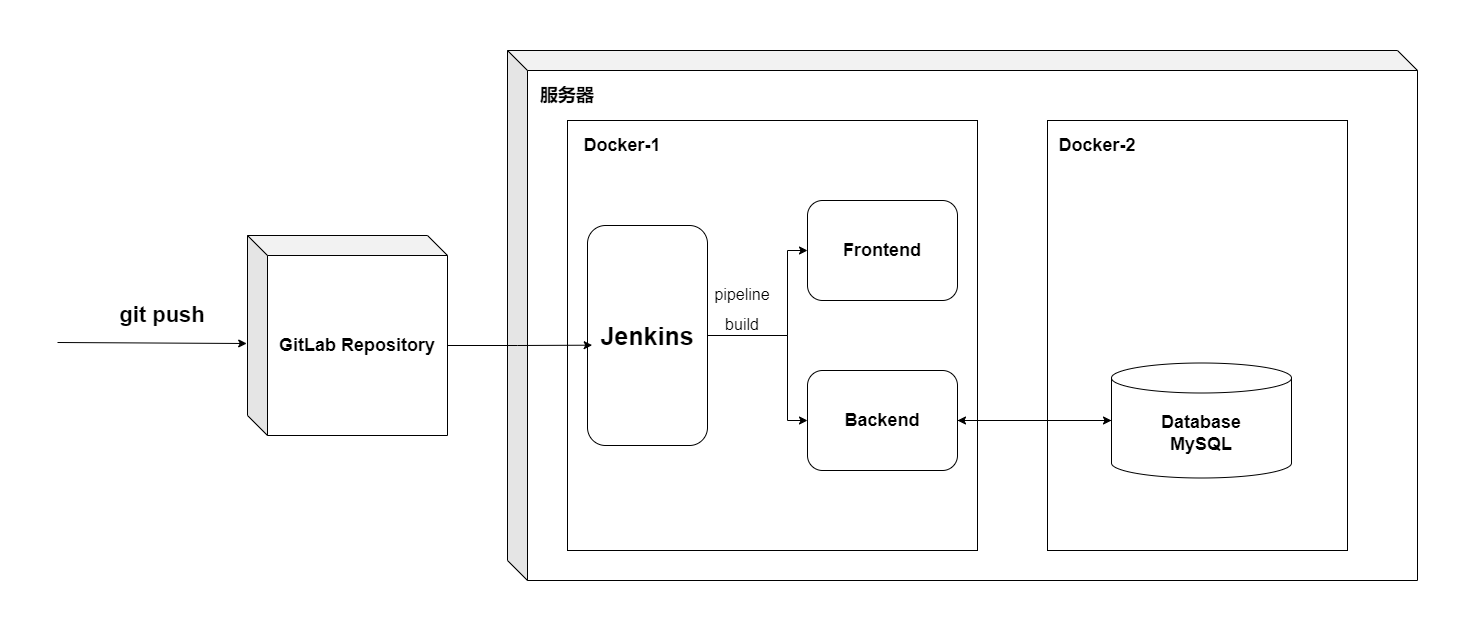 服务器
Docker-1
Docker-2
git push
GitLab Repository
Jenkins
pipeline
build
Frontend
Backend
Database
MySQL